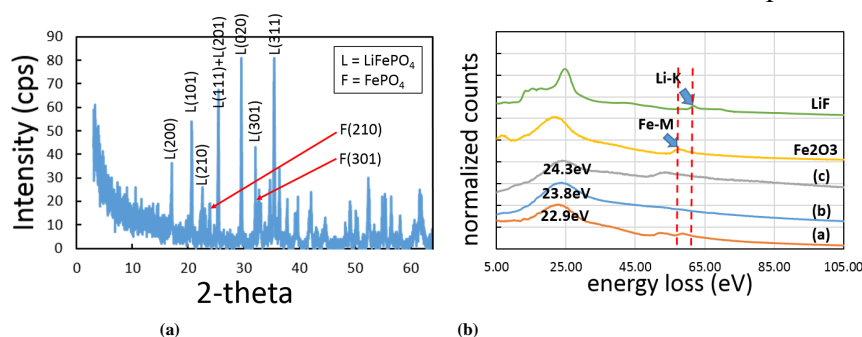 (a)
Intensity (cps)
90
80
70
60
50
40
30
20
10
0
0
10
20
30
40
50
60
2-theta
L(200)
L(101)
L(210)
L(111)+L(201)
L(020)
L(301)
L(311)
L = LiFePO4
F = FePO4
F(210)
F(301)
(b)
normalized counts
Li-K
LiF
Fe-M
Fe2O3
24.3eV
(c)
23.8eV
(b)
22.9eV
(a)
5.00
25.00
45.00
65.00
85.00
105.00
energy loss (eV)
(a)
(b)